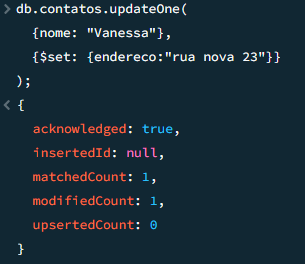 > db.contatos.updateOne(
{nome: "Vanessa"},
{$set: {endereco:"rua nova 23"}}
);
< {
acknowledged: true,
insertedId: null,
matchedCount: 1,
modifiedCount: 1,
upsertedCount: 0
}